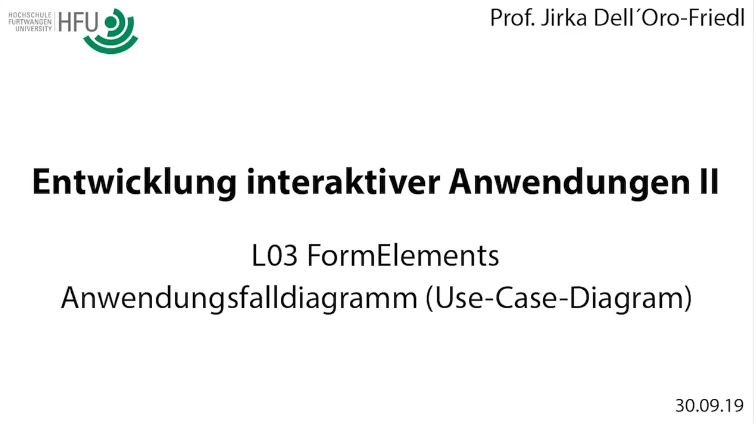 HOCHSCHULE
FURTWANGEN
UNIVERSITY
HFU
Prof. Jirka Dell´Oro-Friedl
Entwicklung interaktiver Anwendungen II
L03 FormElements
Anwendungsfalldiagramm (Use-Case-Diagram)
30.09.19